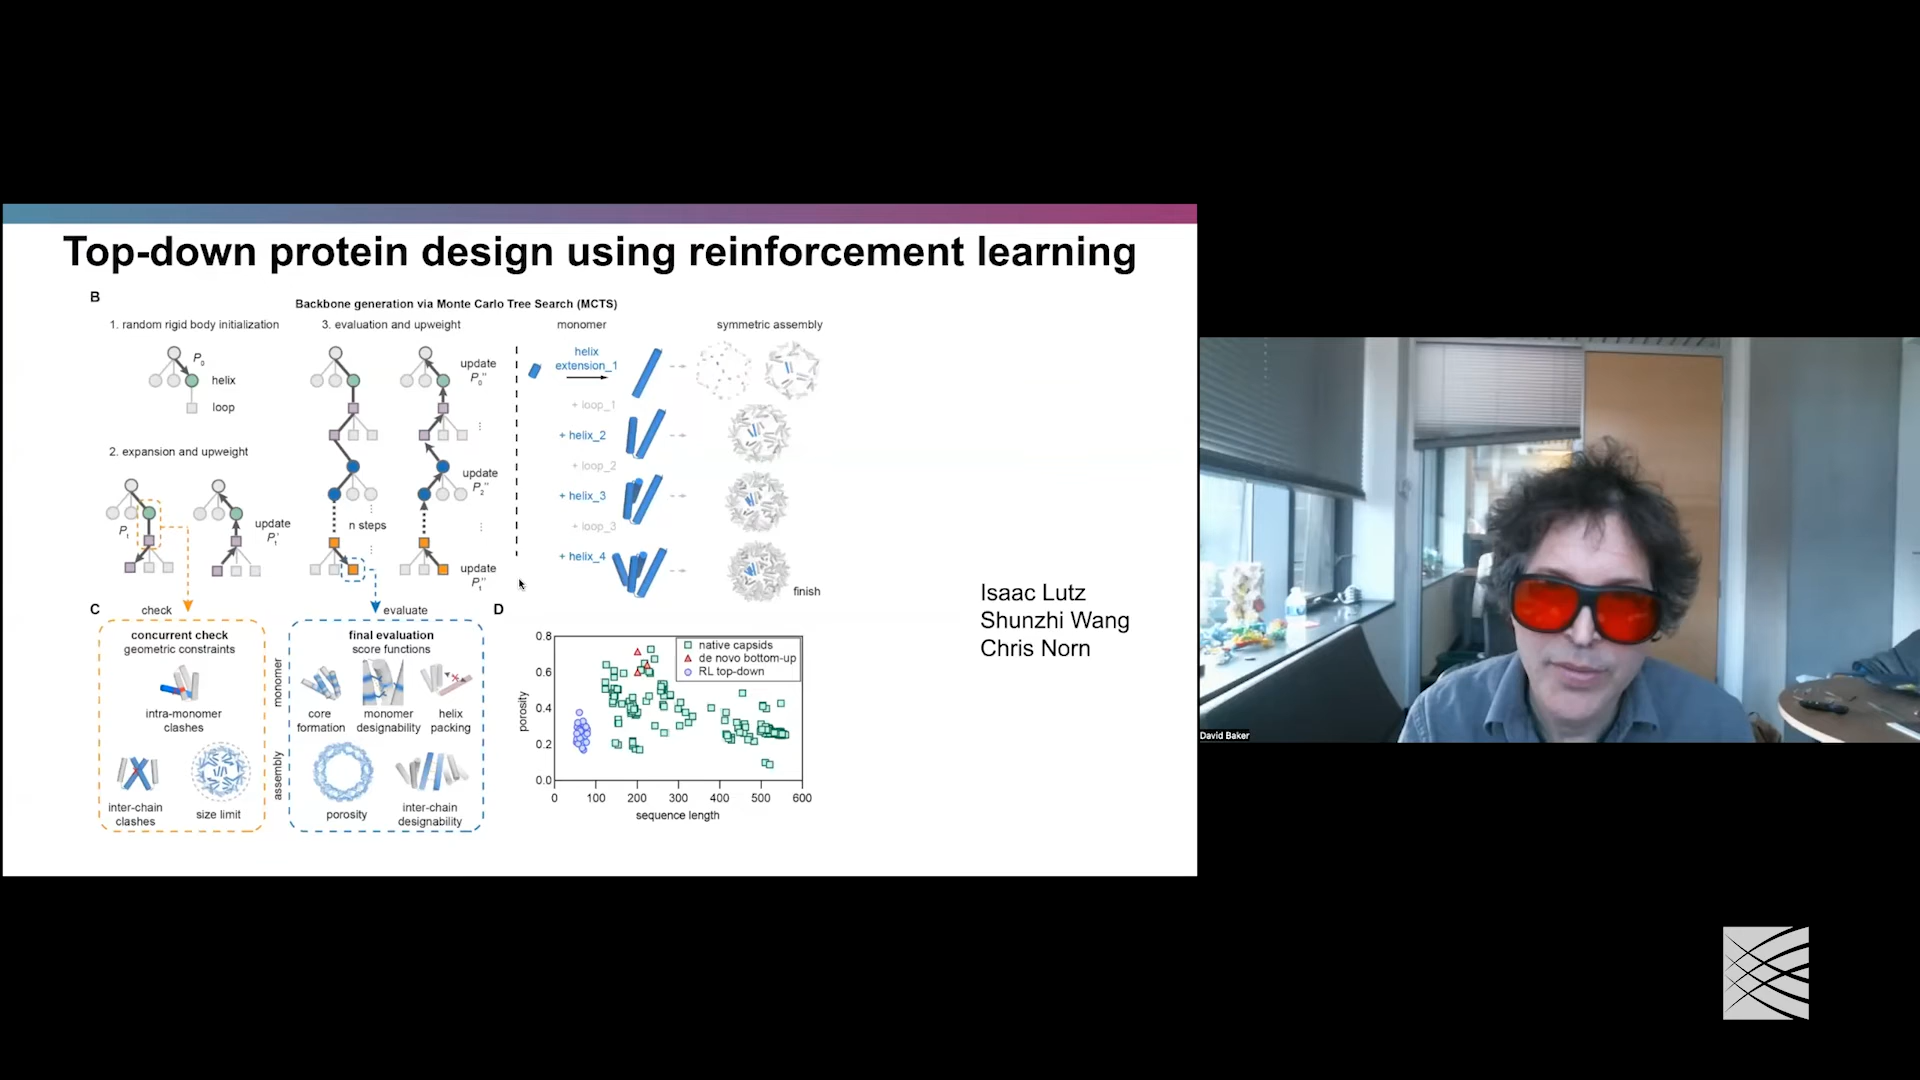 Top-down protein design using reinforcement learning
B
Backbone generation via Monte Carlo Tree Search (MCTS)
1. random rigid body initialization
P0
helix
loop
2. expansion and upweight
P1
update
P1'
3. evaluation and upweight
update
P0''
update
P2''
n steps
update
monomer
symmetric assembly
helix
extension_1
+ loop_1
+ helix_2
+ loop_2
+ helix_3
+ loop_3
+ helix_4
finish
C
check
concurrent check
geometric constraints
intra-monomer
clashes
inter-chain
clashes
size limit
evaluate
final evaluation
score functions
monomer
core
formation
monomer
designability
helix
packing
assembly
porosity
inter-chain
designability
D
native capsids
de novo bottom-up
RL top-down
porosity
0.8
0.6
0.4
0.2
0.0
0 100 200 300 400 500 600
sequence length
Isaac Lutz
Shunzhi Wang
Chris Norn
David Baker